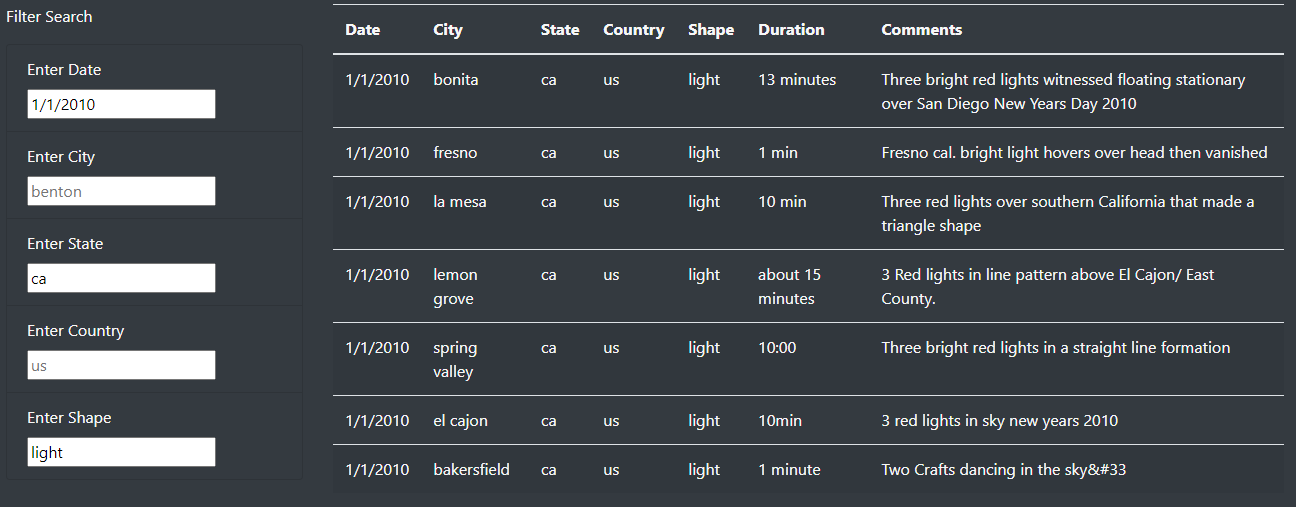 Filter Search
Enter Date
1/1/2010
Enter City
benton
Enter State
ca
Enter Country
us
Enter Shape
light
Date City State Country Shape Duration Comments
1/1/2010 bonita ca us light 13 minutes Three bright red lights witnessed floating stationary
over San Diego New Years Day 2010
1/1/2010 fresno ca us light 1 min Fresno cal. bright light hovers over head then vanished
1/1/2010 la mesa ca us light 10 min Three red lights over southern California that made a
triangle shape
1/1/2010 lemon ca us light about 15 3 Red lights in line pattern above El Cajon/ East
grove minutes County.
1/1/2010 spring ca us light 10:00 Three bright red lights in a straight line formation
valley
1/1/2010 el cajon ca us light 10min 3 red lights in sky new years 2010
1/1/2010 bakersfield ca us light 1 minute Two Crafts dancing in the sky&#33